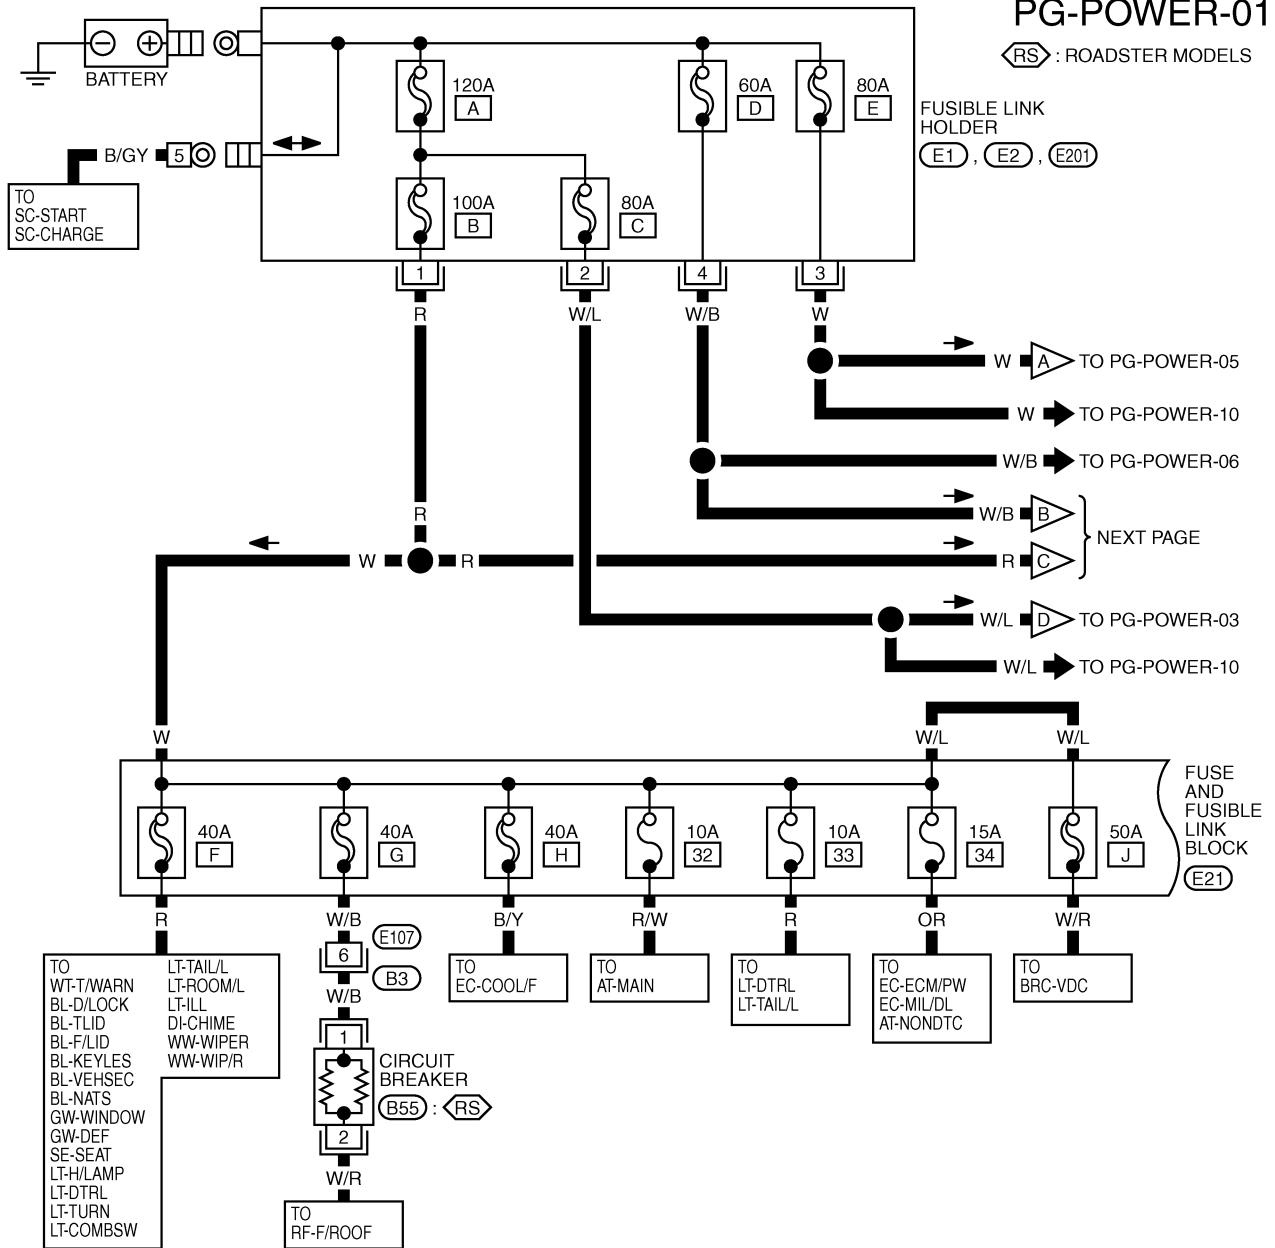 PG-POWER-01
RS : ROADSTER MODELS
BATTERY
120A
A
60A
D
80A
E
FUSIBLE LINK
HOLDER
E1 , E2 , E201
B/GY
5
TO
SC-START
SC-CHARGE
100A
B
80A
C
1
2
4
3
R
W/L
W/B
W
W
A
TO PG-POWER-05
W
TO PG-POWER-10
W/B
TO PG-POWER-06
R
W/B
B
NEXT PAGE
W
R
R
C
W/L
D
TO PG-POWER-03
W/L
TO PG-POWER-10
W
W/L
W/L
FUSE
AND
FUSIBLE
LINK
BLOCK
E21
40A
F
40A
G
40A
H
10A
32
10A
33
15A
34
50A
J
R
W/B
B/Y
R/W
R
OR
W/R
TO
WT-T/WARN
BL-D/LOCK
BL-TLID
BL-F/LID
BL-KEYLES
BL-VEHSEC
BL-NATS
GW-WINDOW
GW-DEF
SE-SEAT
LT-H/LAMP
LT-DTRL
LT-TURN
LT-COMBSW
LT-TAIL/L
LT-ROOM/L
LT-ILL
DI-CHIME
WW-WIPER
WW-WIP/R
6
E107
B3
W/B
1
CIRCUIT
BREAKER
B55 : RS
2
W/R
TO
RF-F/ROOF
TO
EC-COOL/F
TO
AT-MAIN
TO
LT-DTRL
LT-TAIL/L
TO
EC-ECM/PW
EC-MIL/DL
AT-NONDTC
TO
BRC-VDC